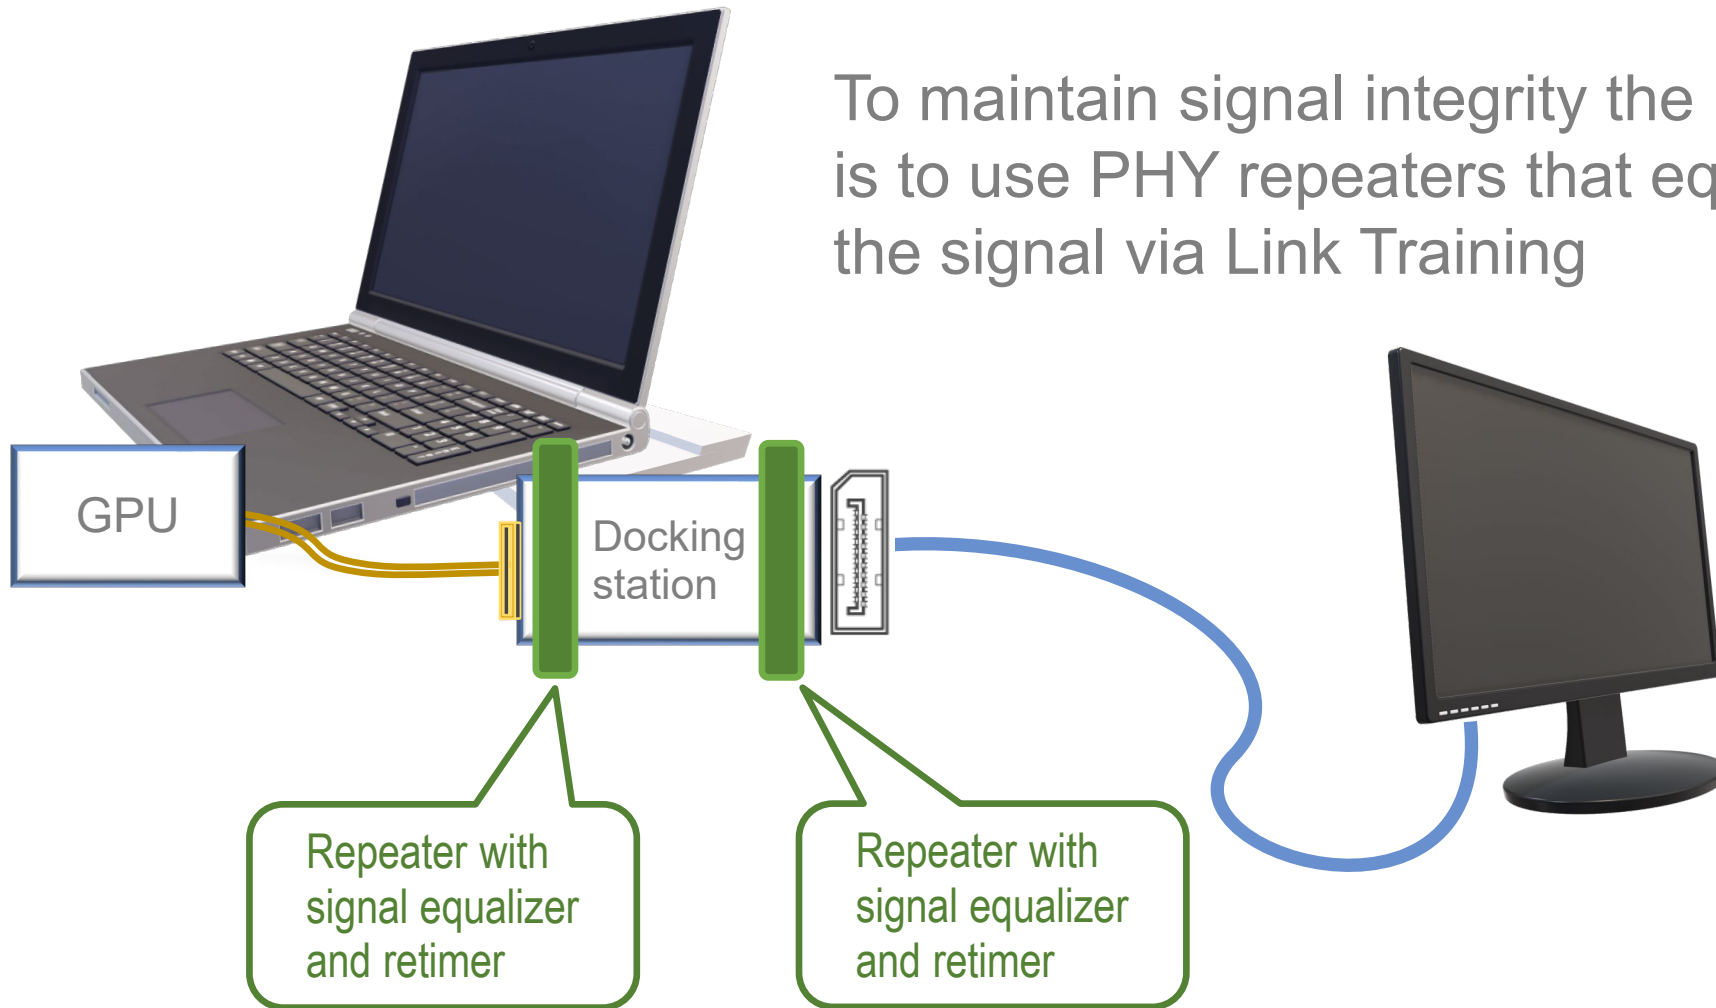 To maintain signal integrity the
is to use PHY repeaters that eq
the signal via Link Training
GPU
Docking
station
Repeater with
signal equalizer
and retimer
Repeater with
signal equalizer
and retimer